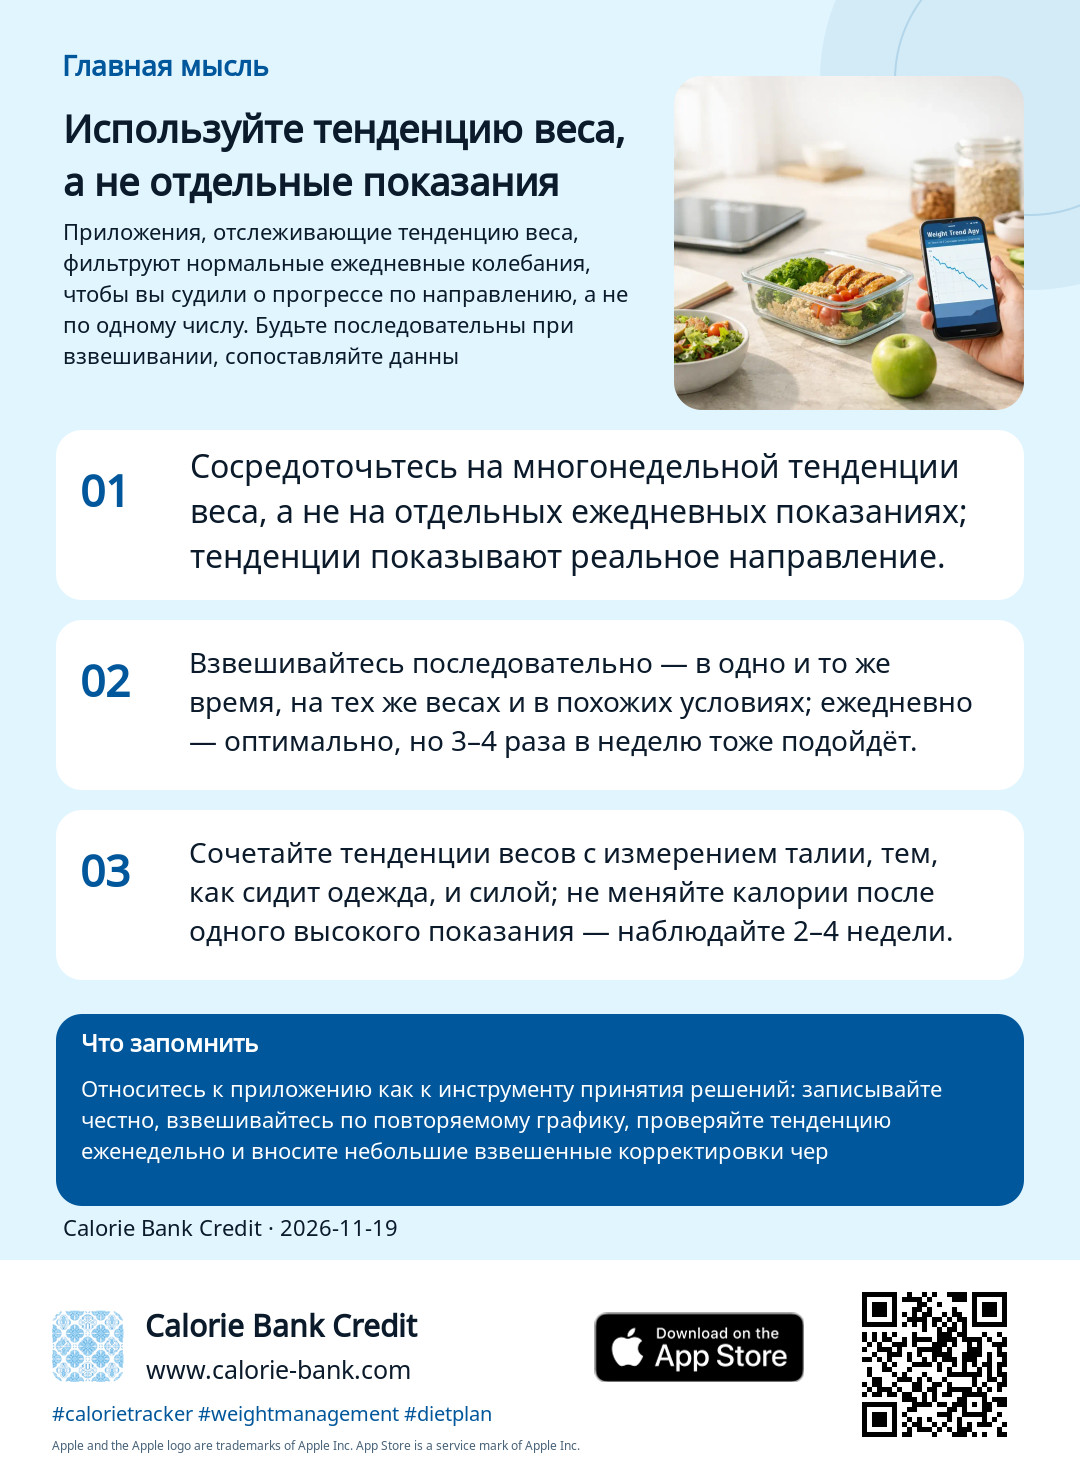 Главная мысль
Используйте тенденцию веса,
а не отдельные показания
Приложения, отслеживающие тенденцию веса,
фильтруют нормальные ежедневные колебания,
чтобы вы судили о прогрессе по направлению, а не
по одному числу. Будьте последовательны при
взвешивании, сопоставляйте данны
Weight Trend Agy
01
Сосредоточьтесь на многонедельной тенденции
веса, а не на отдельных ежедневных показаниях;
тенденции показывают реальное направление.
02
Взвешивайтесь последовательно — в одно и то же
время, на тех же весах и в похожих условиях; ежедневно
— оптимально, но 3–4 раза в неделю тоже подойдёт.
03
Сочетайте тенденции весов с измерением талии, тем,
как сидит одежда, и силой; не меняйте калории после
одного высокого показания — наблюдайте 2–4 недели.
Что запомнить
Относитесь к приложению как к инструменту принятия решений: записывайте
честно, взвешивайтесь по повторяемому графику, проверяйте тенденцию
еженедельно и вносите небольшие взвешенные корректировки чер
Calorie Bank Credit · 2026-11-19
Calorie Bank Credit
www.calorie-bank.com
Download on the
App Store
#calorietracker #weightmanagement #dietplan
Apple and the Apple logo are trademarks of Apple Inc. App Store is a service mark of Apple Inc.